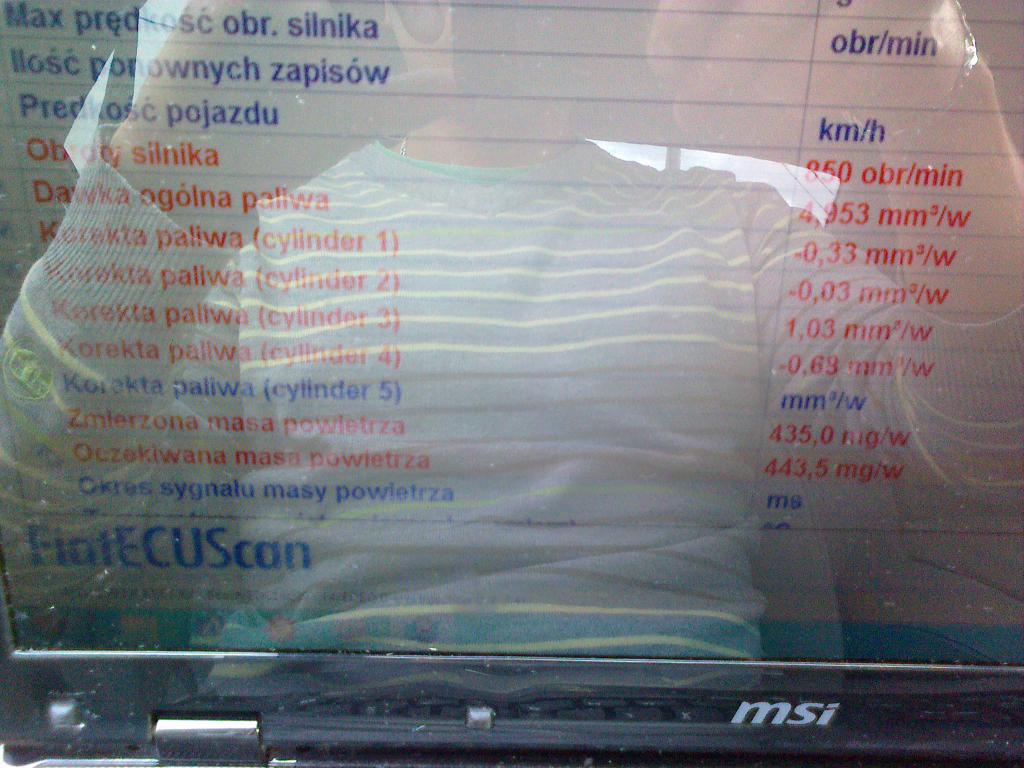 Max prędkość obr. silnika obr/min
Ilość ponownych zapisów
Predkość pojazdu km/h
Obroty silnika 850 obr/min
Dawka ogólna paliwa 4,953 mm³/w
Korekta paliwa (cylinder 1) -0,33 mm³/w
Korekta paliwa (cylinder 2) -0,03 mm³/w
Korekta paliwa (cylinder 3) 1,03 mm³/w
Korekta paliwa (cylinder 4) -0,63 mm³/w
Korekta paliwa (cylinder 5) mm³/w
Zmierzona masa powietrza 435,0 mg/w
Oczekiwana masa powietrza 443,5 mg/w
Okres sygnału masy powietrza ms
FiatECUScan
msi